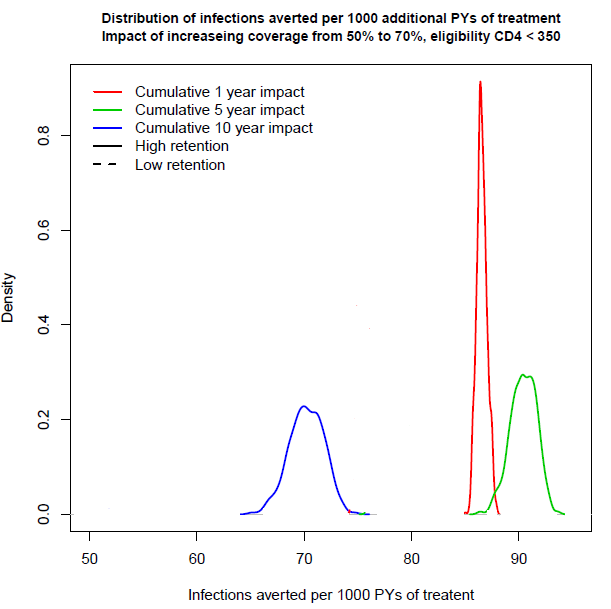 Distribution of infections averted per 1000 additional PYs of treatment
Impact of increaseing coverage from 50% to 70%, eligibility CD4 < 350
Cumulative 1 year impact
Cumulative 5 year impact
Cumulative 10 year impact
High retention
Low retention
Density
0.8
0.6
0.4
0.2
0.0
50 60 70 80 90
Infections averted per 1000 PYs of treatent